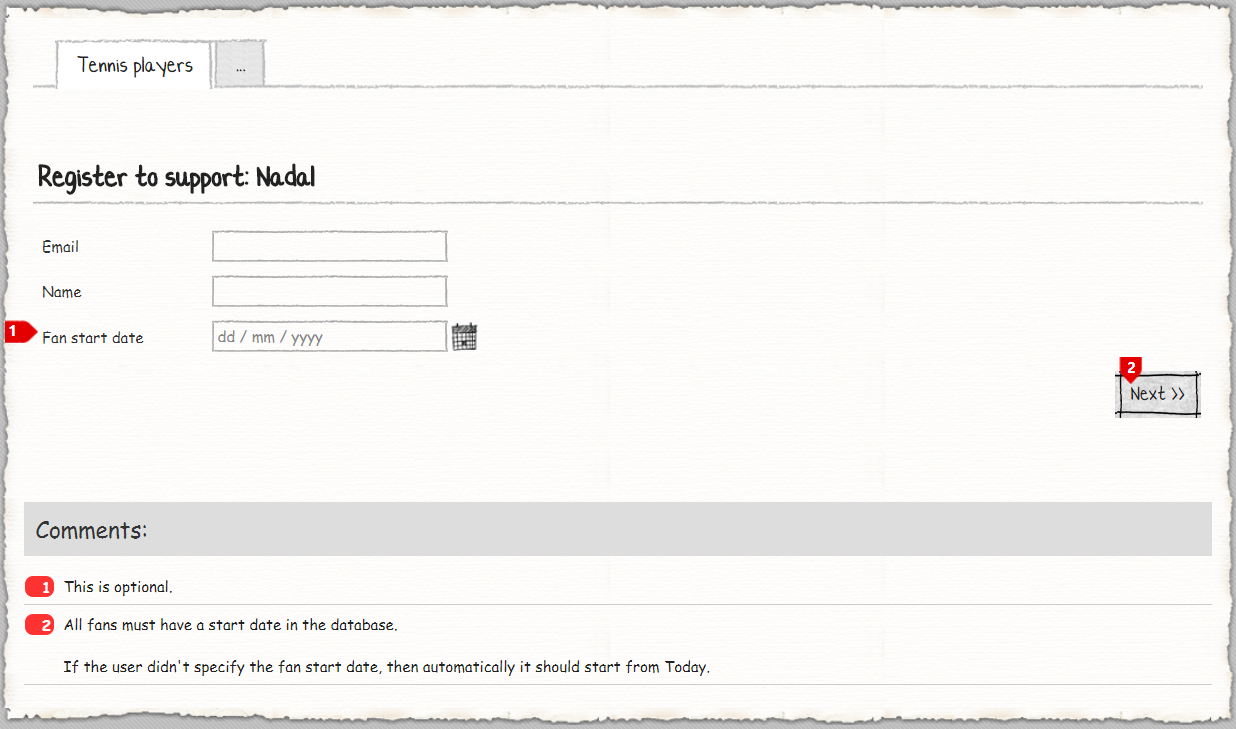 Tennis players
...
Register to support: Nadal
Email
Name
1
Fan start date
dd / mm / yyyy
2
Next >>
Comments:
1 This is optional.
2 All fans must have a start date in the database.
If the user didn't specify the fan start date, then automatically it should start from Today.